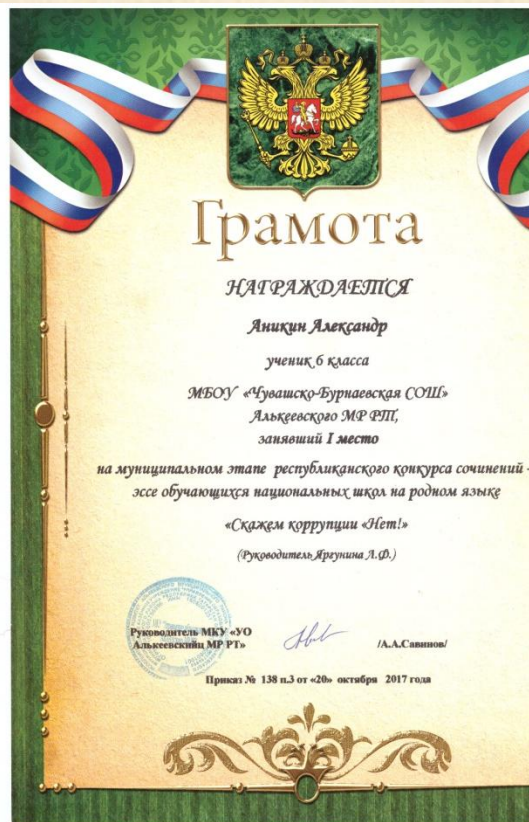 Грамота
НАГРАЖДАЕТСЯ
Аникин Александр
ученик 6 класса
МБОУ «Чувашско-Бурнаевская СОШ»
Алькеевского МР РТ,
занявший I место
на муниципальном этапе республиканского конкурса сочинений -
эссе обучающихся национальных школ на родном языке
«Скажем коррупции «Нет!»
(Руководитель Яргунина Л.Ф.)
Руководитель МКУ «УО
Алькеевскийц МР РТ»
/А.А.Савинов/
Приказ № 138 п.3 от «20» октября 2017 года